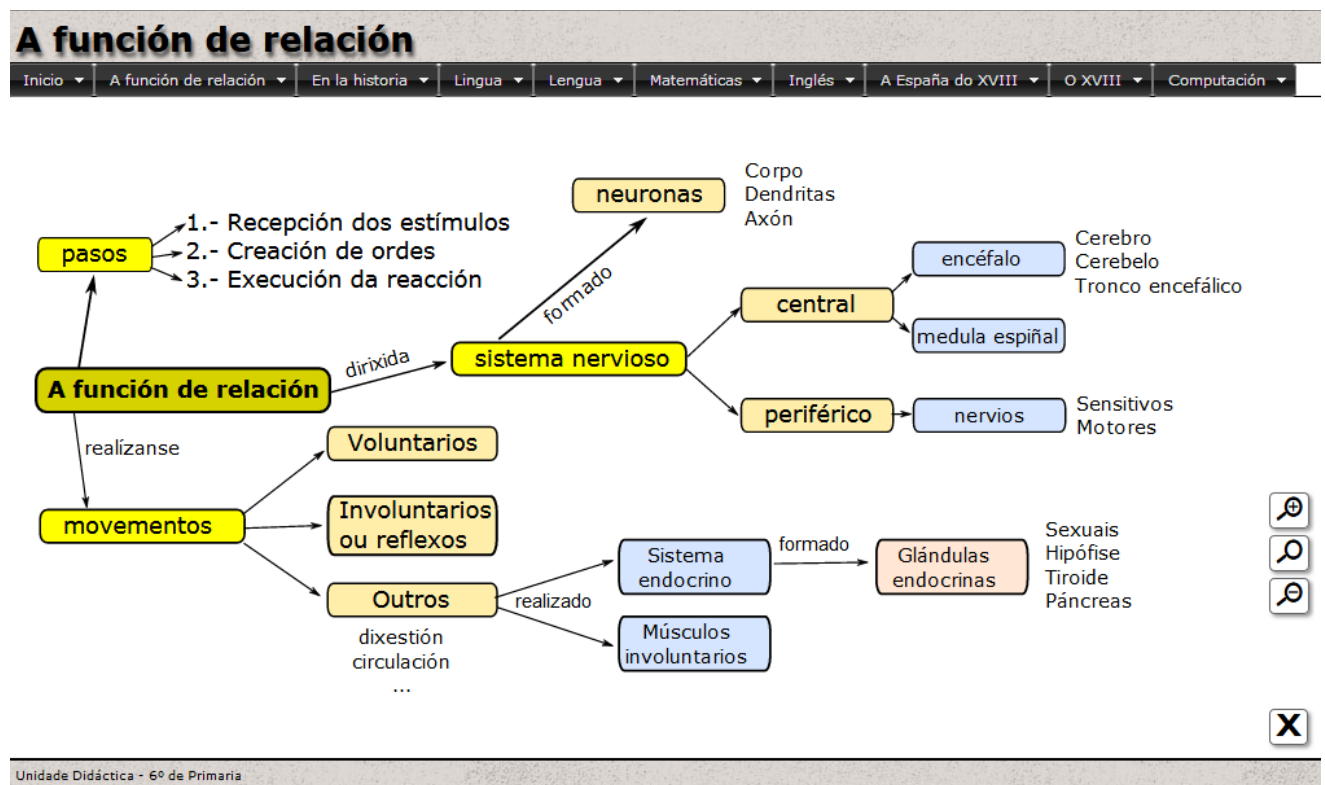 A función de relación
Inicio
A función de relación
En la historia
Lingua
Lengua
Matemáticas
Inglés
A España do XVIII
O XVIII
Computación
pasos
1.- Recepción dos estímulos
2.- Creación de ordes
3.- Execución da reacción
neuronas
Corpo
Dendritas
Axón
formado
dirixida
sistema nervioso
central
encéfalo
Cerebro
Cerebelo
Tronco encefálico
medula espiñal
periférico
nervios
Sensitivos
Motores
A función de relación
realízanse
movementos
Voluntarios
Involuntarios
ou reflexos
Outros
dixestión
circulación
...
realizado
Sistema
endocrino
formado
Glándulas
endocrinas
Sexuais
Hipófise
Tiroide
Páncreas
Músculos
involuntarios
X
Unidade Didáctica - 6º de Primaria